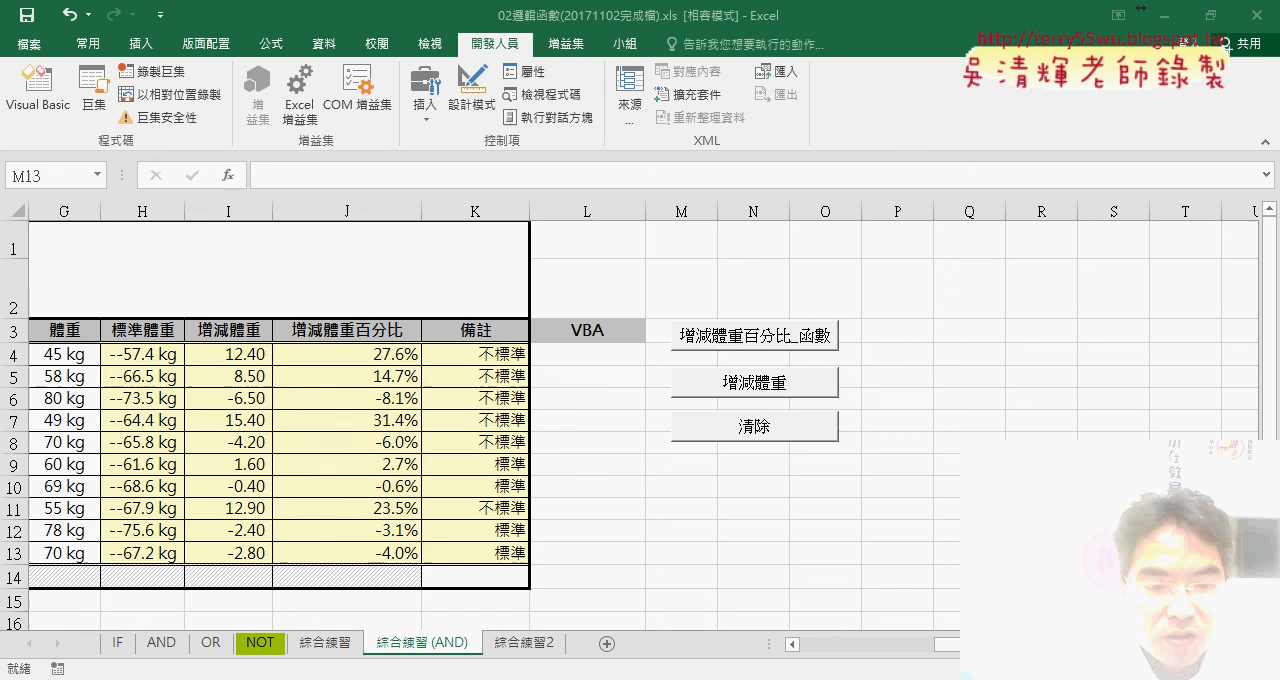 02邏輯函數(20171102完成檔).xls [相容模式] - Excel
http://terry55wu.blogspot.tw
吳清輝老師錄製
檔案 常用 插入 版面配置 公式 資料 校閱 檢視 開發人員 增益集 小組 告訴我您想要執行的動作... 共用
Visual Basic 巨集 錄製巨集 以相對位置錄製 巨集安全性
增益集 Excel 增益集 COM 增益集
插入 設計模式 屬性 檢視程式碼 執行對話方塊
來源... 對應內容 擴充套件 重新整理資料 匯入 匯出
程式碼 增益集 控制項 XML
M13 fx
G H I J K L M N O P Q R S T
1
2
3 體重 標準體重 增減體重 增減體重百分比 備註 VBA
4 45 kg --57.4 kg 12.40 27.6% 不標準
5 58 kg --66.5 kg 8.50 14.7% 不標準
6 80 kg --73.5 kg -6.50 -8.1% 不標準
7 49 kg --64.4 kg 15.40 31.4% 不標準
8 70 kg --65.8 kg -4.20 -6.0% 不標準
9 60 kg --61.6 kg 1.60 2.7% 標準
10 69 kg --68.6 kg -0.40 -0.6% 標準
11 55 kg --67.9 kg 12.90 23.5% 不標準
12 78 kg --75.6 kg -2.40 -3.1% 標準
13 70 kg --67.2 kg -2.80 -4.0% 標準
14
15
16
增減體重百分比_函數
增減體重
清除
IF AND OR NOT 綜合練習 綜合練習 (AND) 綜合練習2
就緒